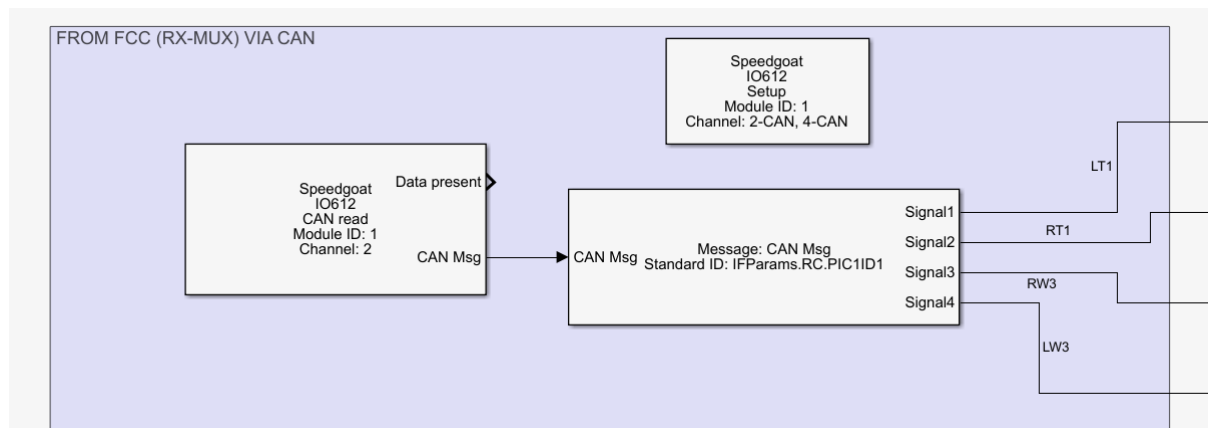 FROM FCC (RX-MUX) VIA CAN
Speedgoat
IO612
Setup
Module ID: 1
Channel: 2-CAN, 4-CAN
Speedgoat
IO612
CAN read
Module ID: 1
Channel: 2
Data present
CAN Msg
CAN Msg
Message: CAN Msg
Standard ID: IFParams.RC.PIC1ID1
Signal1
Signal2
Signal3
Signal4
LT1
RT1
RW3
LW3